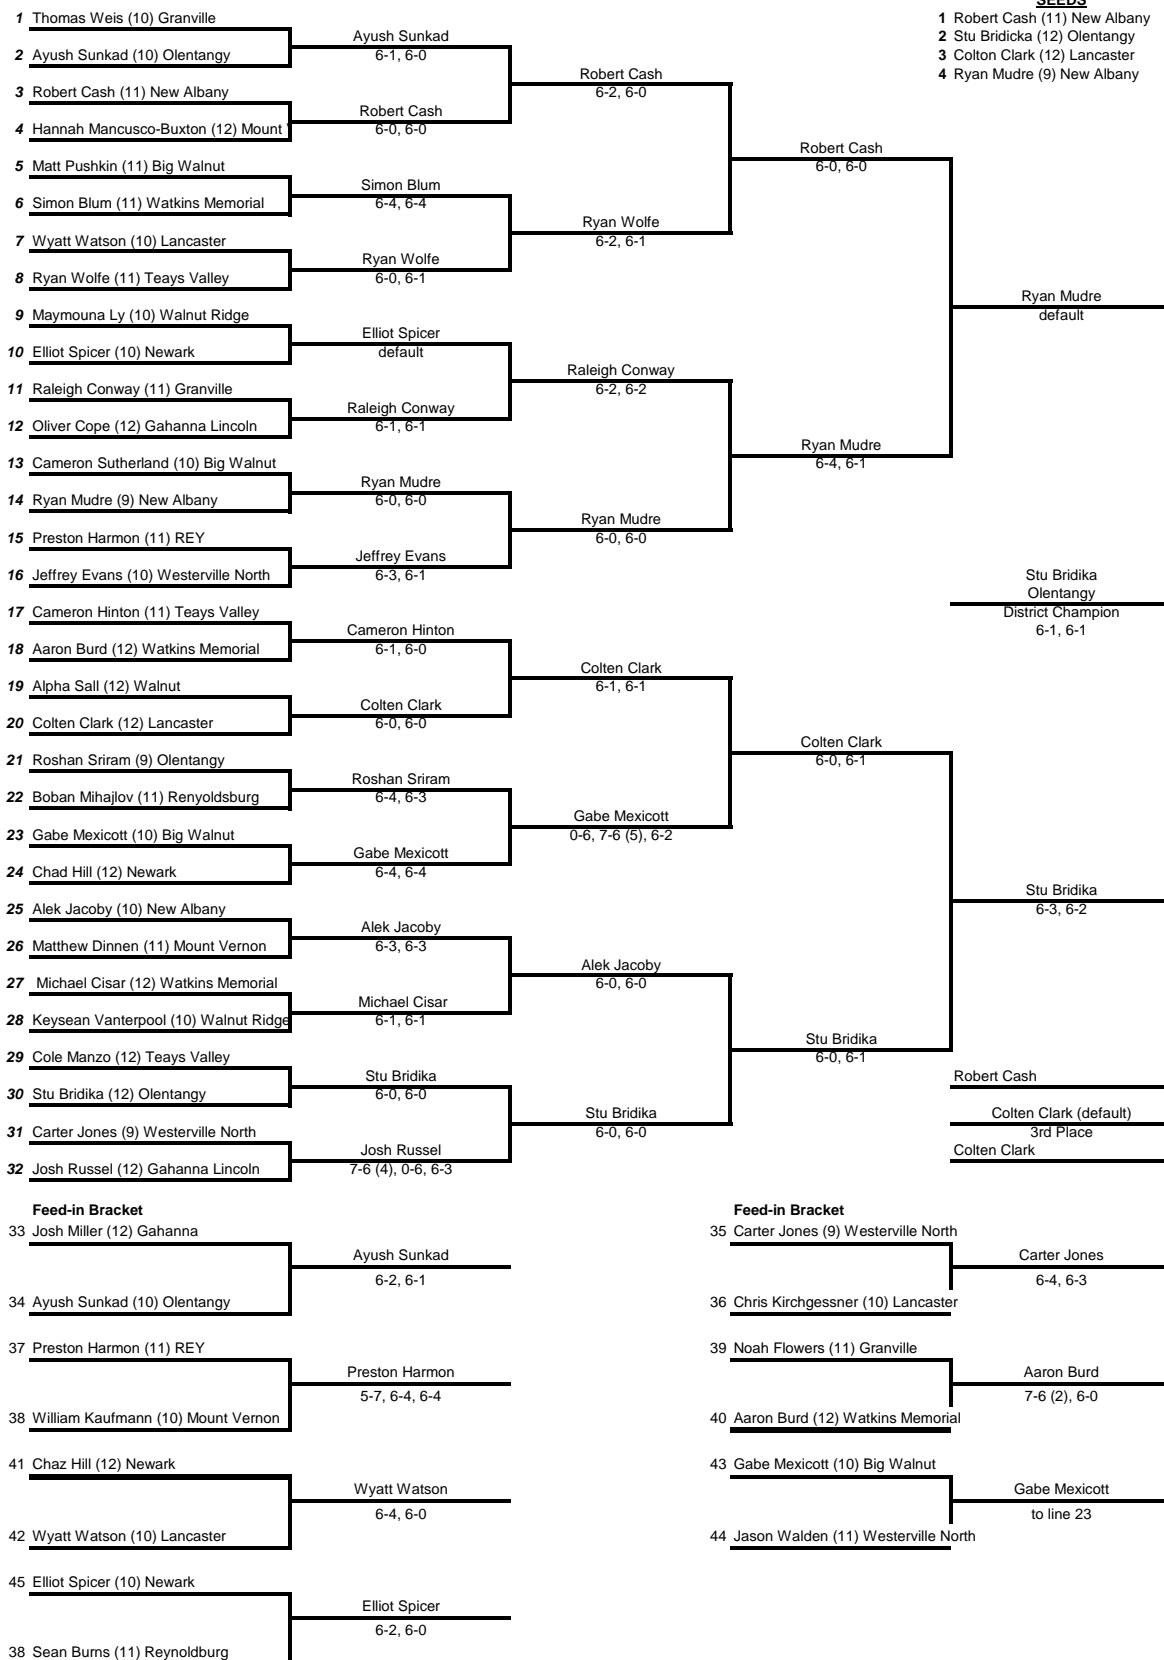 SEEDS
1 Robert Cash (11) New Albany
2 Stu Bridicka (12) Olentangy
3 Colton Clark (12) Lancaster
4 Ryan Mudre (9) New Albany
1 Thomas Weis (10) Granville
2 Ayush Sunkad (10) Olentangy
3 Robert Cash (11) New Albany
4 Hannah Mancusco-Buxton (12) Mount
5 Matt Pushkin (11) Big Walnut
6 Simon Blum (11) Watkins Memorial
7 Wyatt Watson (10) Lancaster
8 Ryan Wolfe (11) Teays Valley
9 Maymouna Ly (10) Walnut Ridge
10 Elliot Spicer (10) Newark
11 Raleigh Conway (11) Granville
12 Oliver Cope (12) Gahanna Lincoln
13 Cameron Sutherland (10) Big Walnut
14 Ryan Mudre (9) New Albany
15 Preston Harmon (11) REY
16 Jeffrey Evans (10) Westerville North
17 Cameron Hinton (11) Teays Valley
18 Aaron Burd (12) Watkins Memorial
19 Alpha Sall (12) Walnut
20 Colten Clark (12) Lancaster
21 Roshan Sriram (9) Olentangy
22 Boban Mihajlov (11) Renyoldsburg
23 Gabe Mexicott (10) Big Walnut
24 Chad Hill (12) Newark
25 Alek Jacoby (10) New Albany
26 Matthew Dinnen (11) Mount Vernon
27 Michael Cisar (12) Watkins Memorial
28 Keysean Vanterpool (10) Walnut Ridge
29 Cole Manzo (12) Teays Valley
30 Stu Bridika (12) Olentangy
31 Carter Jones (9) Westerville North
32 Josh Russel (12) Gahanna Lincoln
Ayush Sunkad
6-1, 6-0
Robert Cash
6-0, 6-0
Simon Blum
6-4, 6-4
Ryan Wolfe
6-0, 6-1
Elliot Spicer
default
Raleigh Conway
6-1, 6-1
Ryan Mudre
6-0, 6-0
Jeffrey Evans
6-3, 6-1
Cameron Hinton
6-1, 6-0
Colten Clark
6-0, 6-0
Roshan Sriram
6-4, 6-3
Gabe Mexicott
6-4, 6-4
Alek Jacoby
6-3, 6-3
Michael Cisar
6-1, 6-1
Stu Bridika
6-0, 6-0
Josh Russel
7-6 (4), 0-6, 6-3
Robert Cash
6-2, 6-0
Ryan Wolfe
6-2, 6-1
Raleigh Conway
6-2, 6-2
Ryan Mudre
6-0, 6-0
Colten Clark
6-1, 6-1
Gabe Mexicott
0-6, 7-6 (5), 6-2
Alek Jacoby
6-0, 6-0
Stu Bridika
6-0, 6-0
Robert Cash
6-0, 6-0
Ryan Mudre
6-4, 6-1
Colten Clark
6-0, 6-1
Stu Bridika
6-0, 6-1
Ryan Mudre
default
Stu Bridika
Olentangy
District Champion
6-1, 6-1
Stu Bridika
6-3, 6-2
Robert Cash
Colten Clark (default)
3rd Place
Colten Clark
Feed-in Bracket
33 Josh Miller (12) Gahanna
34 Ayush Sunkad (10) Olentangy
Ayush Sunkad
6-2, 6-1
37 Preston Harmon (11) REY
38 William Kaufmann (10) Mount Vernon
Preston Harmon
5-7, 6-4, 6-4
41 Chaz Hill (12) Newark
42 Wyatt Watson (10) Lancaster
Wyatt Watson
6-4, 6-0
45 Elliot Spicer (10) Newark
38 Sean Burns (11) Reynoldburg
Elliot Spicer
6-2, 6-0
Feed-in Bracket
35 Carter Jones (9) Westerville North
36 Chris Kirchgessner (10) Lancaster
Carter Jones
6-4, 6-3
39 Noah Flowers (11) Granville
40 Aaron Burd (12) Watkins Memorial
Aaron Burd
7-6 (2), 6-0
43 Gabe Mexicott (10) Big Walnut
44 Jason Walden (11) Westerville North
Gabe Mexicott
to line 23